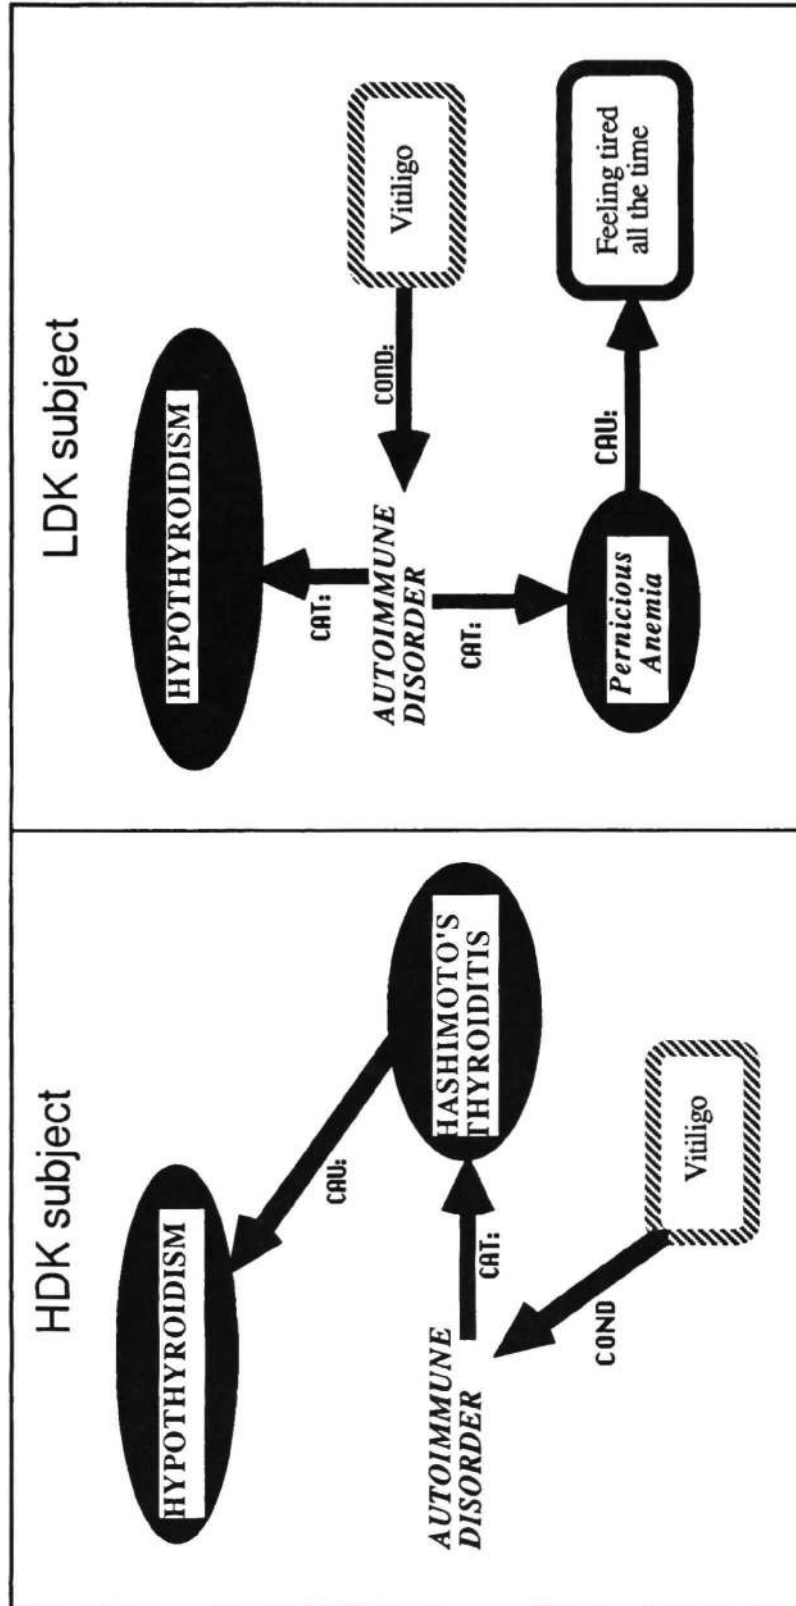 HDK subject
HYPOTHYROIDISM
CAU:
HASHIMOTO'S
THYROIDITIS
CAT:
AUTOIMMUNE
DISORDER
COND
Vitiligo
LDK subject
HYPOTHYROIDISM
CAT:
AUTOIMMUNE
DISORDER
COND:
Vitiligo
CAT:
Pernicious
Anemia
CAU:
Feeling tired
all the time